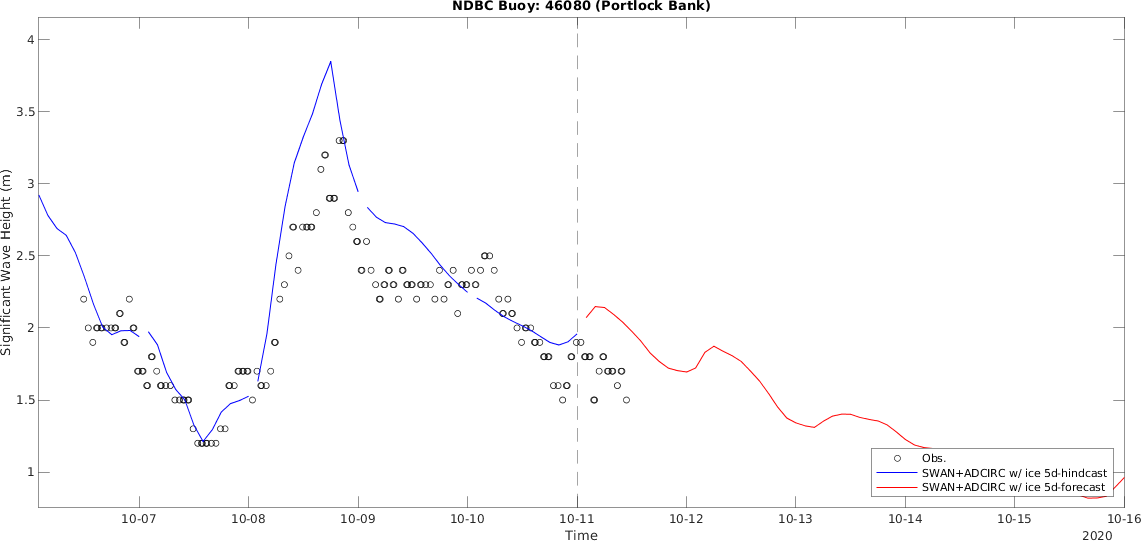 NDBC Buoy: 46080 (Portlock Bank)
4
3.5
3
2.5
2
1.5
1
Significant Wave Height (m)
Obs.
SWAN+ADCIRC w/ ice 5d-hindcast
SWAN+ADCIRC w/ ice 5d-forecast
10-07 10-08 10-09 10-10 10-11 10-12 10-13 10-14 10-15 10-16
Time
2020